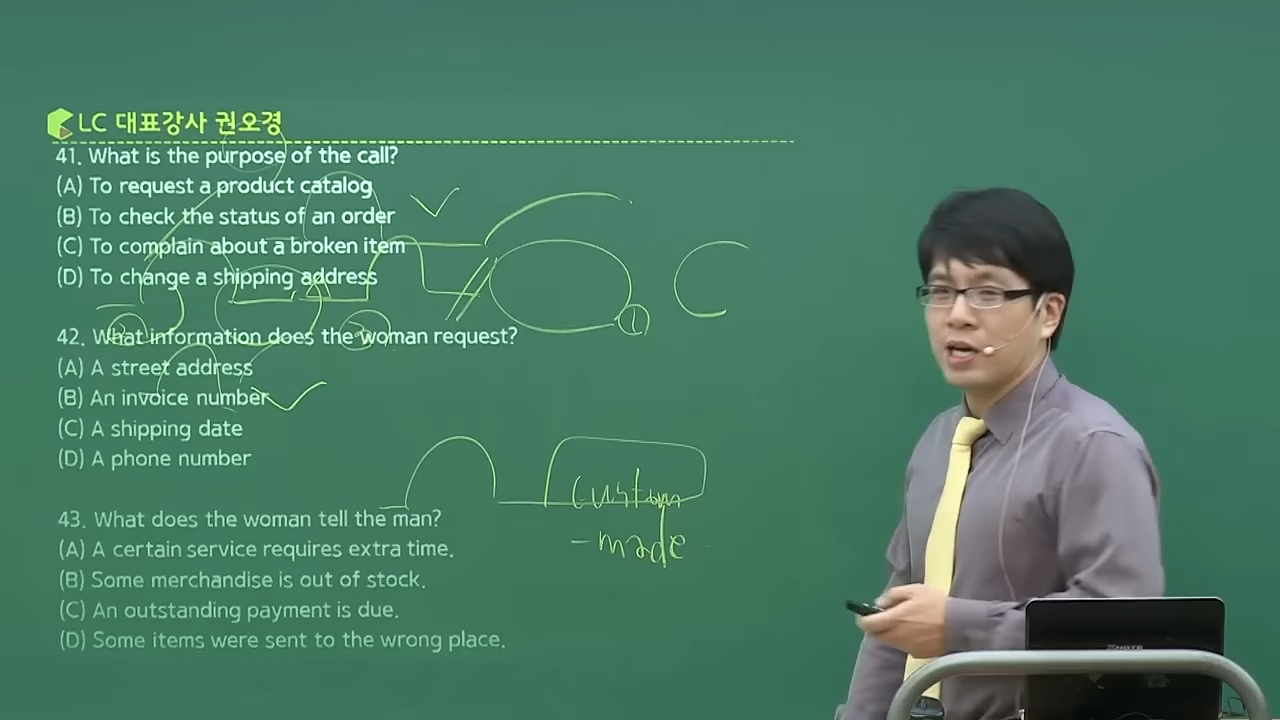 LC 대표강사 권오경
41. What is the purpose of the call?
(A) To request a product catalog
(B) To check the status of an order
(C) To complain about a broken item
(D) To change a shipping address
42. What information does the woman request?
(A) A street address
(B) An invoice number
(C) A shipping date
(D) A phone number
43. What does the woman tell the man?
(A) A certain service requires extra time.
(B) Some merchandise is out of stock.
(C) An outstanding payment is due.
(D) Some items were sent to the wrong place.
①
custom
-made
XNOTE